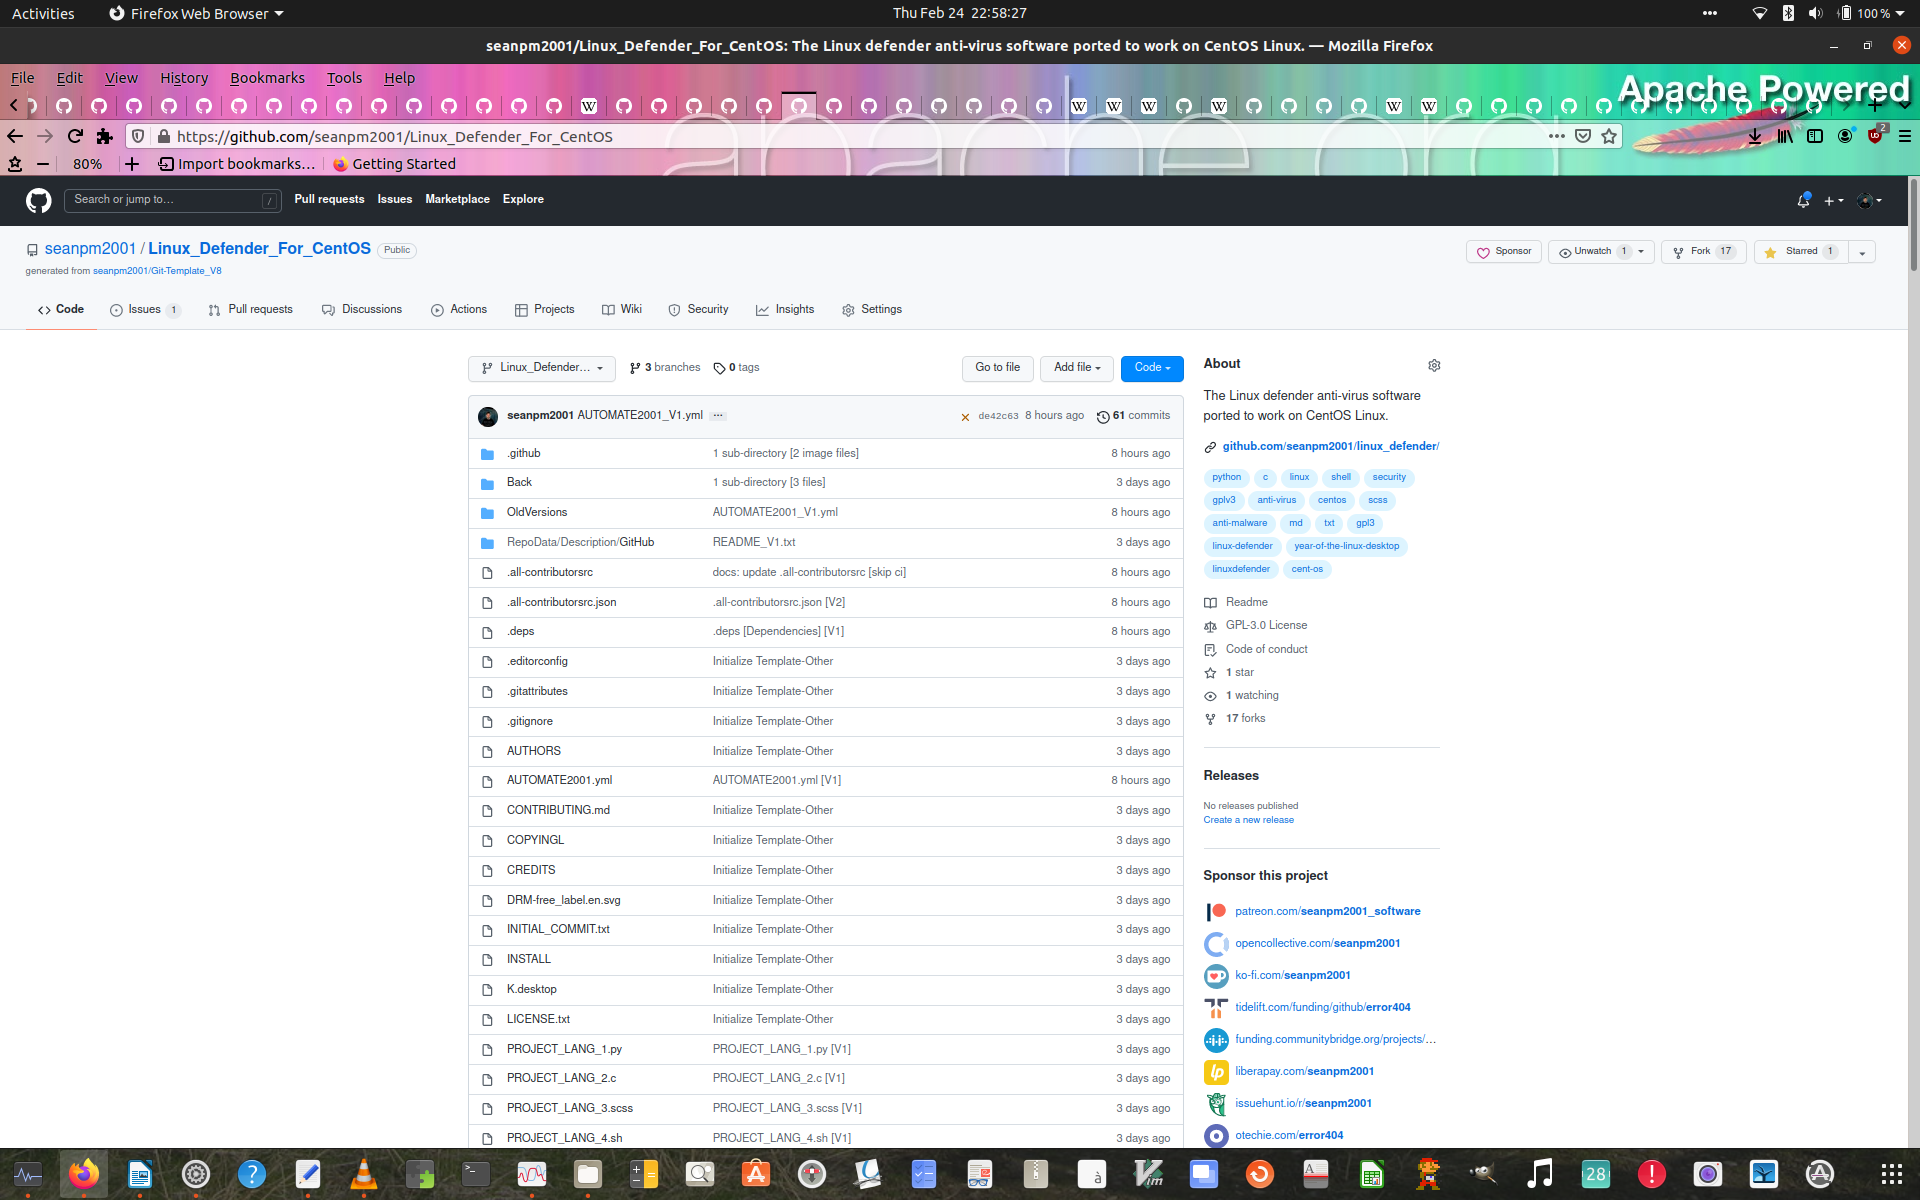 Activities Firefox Web Browser Thu Feb 24 22:58:27 100 %
seanpm2001/Linux_Defender_For_CentOS: The Linux defender anti-virus software ported to work on CentOS Linux. — Mozilla Firefox
File Edit View History Bookmarks Tools Help
Apache Powered
https://github.com/seanpm2001/Linux_Defender_For_CentOS 2
80% Import bookmarks... Getting Started
Search or jump to... / Pull requests Issues Marketplace Explore
seanpm2001 / Linux_Defender_For_CentOS Public Sponsor Unwatch 1 Fork 17 Starred 1
generated from seanpm2001/Git-Template_V8
Code Issues 1 Pull requests Discussions Actions Projects Wiki Security Insights Settings
Linux_Defender... 3 branches 0 tags Go to file Add file Code
seanpm2001 AUTOMATE2001_V1.yml ... de42c63 8 hours ago 61 commits
.github 1 sub-directory [2 image files] 8 hours ago
Back 1 sub-directory [3 files] 3 days ago
OldVersions AUTOMATE2001_V1.yml 8 hours ago
RepoData/Description/GitHub README_V1.txt 3 days ago
.all-contributorsrc docs: update .all-contributorsrc [skip ci] 8 hours ago
.all-contributorsrc.json .all-contributorsrc.json [V2] 8 hours ago
.deps .deps [Dependencies] [V1] 8 hours ago
.editorconfig Initialize Template-Other 3 days ago
.gitattributes Initialize Template-Other 3 days ago
.gitignore Initialize Template-Other 3 days ago
AUTHORS Initialize Template-Other 3 days ago
AUTOMATE2001.yml AUTOMATE2001.yml [V1] 8 hours ago
CONTRIBUTING.md Initialize Template-Other 3 days ago
COPYINGL Initialize Template-Other 3 days ago
CREDITS Initialize Template-Other 3 days ago
DRM-free_label.en.svg Initialize Template-Other 3 days ago
INITIAL_COMMIT.txt Initialize Template-Other 3 days ago
INSTALL Initialize Template-Other 3 days ago
K.desktop Initialize Template-Other 3 days ago
LICENSE.txt Initialize Template-Other 3 days ago
PROJECT_LANG_1.py PROJECT_LANG_1.py [V1] 3 days ago
PROJECT_LANG_2.c PROJECT_LANG_2.c [V1] 3 days ago
PROJECT_LANG_3.scss PROJECT_LANG_3.scss [V1] 3 days ago
PROJECT_LANG_4.sh PROJECT_LANG_4.sh [V1] 3 days ago
About
The Linux defender anti-virus software
ported to work on CentOS Linux.
github.com/seanpm2001/linux_defender/
python c linux shell security
gplv3 anti-virus centos scss
anti-malware md txt gpl3
linux-defender year-of-the-linux-desktop
linuxdefender cent-os
Readme
GPL-3.0 License
Code of conduct
1 star
1 watching
17 forks
Releases
No releases published
Create a new release
Sponsor this project
patreon.com/seanpm2001_software
opencollective.com/seanpm2001
ko-fi.com/seanpm2001
tidelift.com/funding/github/error404
funding.communitybridge.org/projects/...
liberapay.com/seanpm2001
issuehunt.io/r/seanpm2001
otechie.com/error404
28